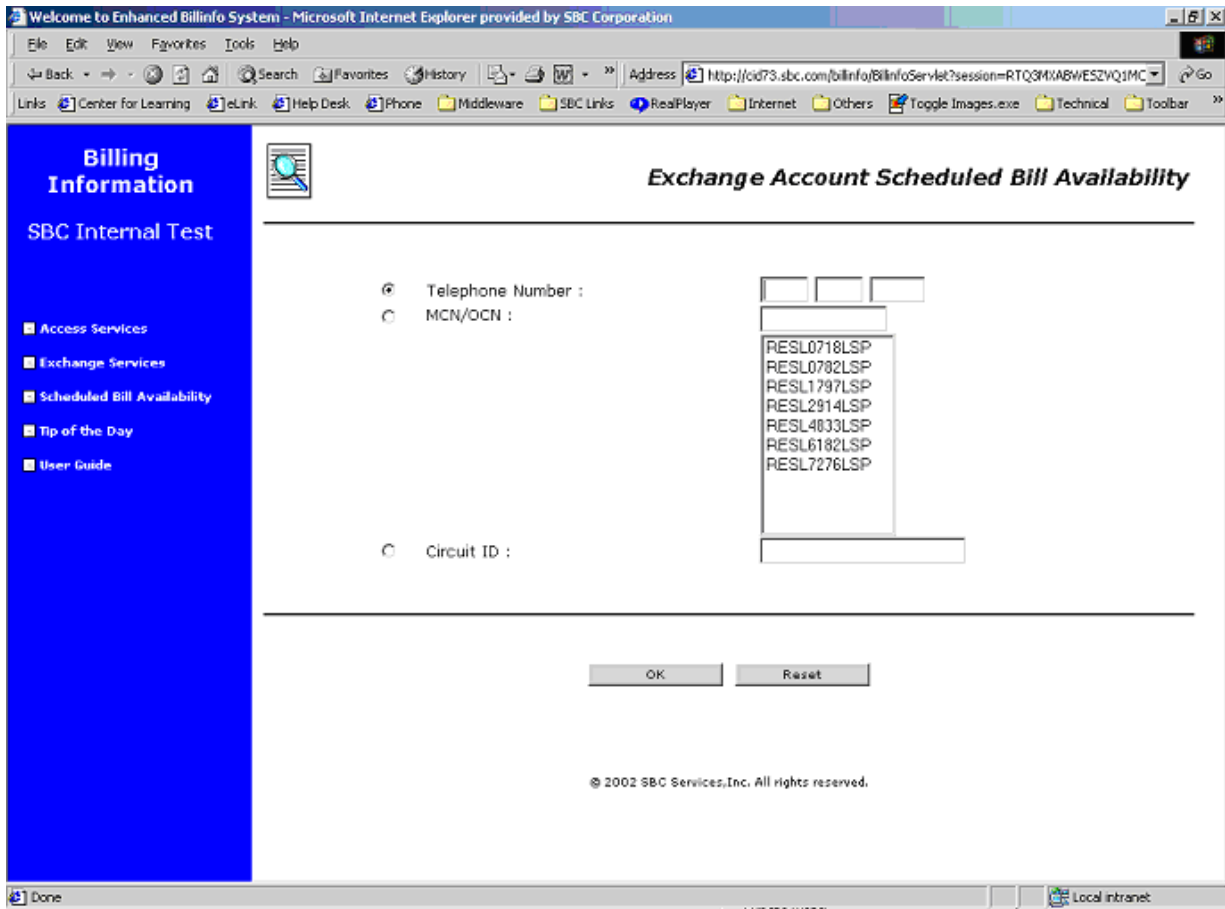 Welcome to Enhanced Billinfo System - Microsoft Internet Explorer provided by SBC Corporation
File Edit View Favorites Tools Help
Back Search Favorites History » Address http://cid73.sbc.com/billinfo/BillinfoServlet?session=RTQ3MXABWESZVQ1MC Go
Links Center for Learning eLink Help Desk Phone Middleware SBC Links RealPlayer Internet Others Toggle Images.exe Technical Toolbar »
Billing
Information
SBC Internal Test
Access Services
Exchange Services
Scheduled Bill Availability
Tip of the Day
User Guide
Exchange Account Scheduled Bill Availability
Telephone Number :
MCN/OCN :
RESL0718LSP
RESL0782LSP
RESL1797LSP
RESL2914LSP
RESL4833LSP
RESL6182LSP
RESL7276LSP
Circuit ID :
OK Reset
© 2002 SBC Services,Inc. All rights reserved.
Done Local intranet